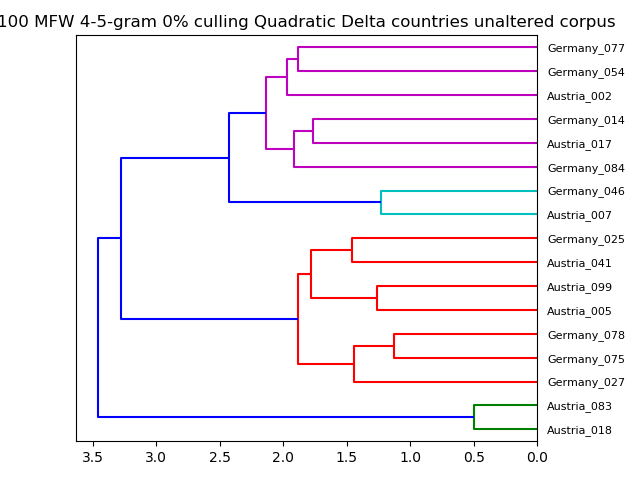 100 MFW 4-5-gram 0% culling Quadratic Delta countries unaltered corpus
Germany_077
Germany_054
Austria_002
Germany_014
Austria_017
Germany_084
Germany_046
Austria_007
Germany_025
Austria_041
Austria_099
Austria_005
Germany_078
Germany_075
Germany_027
Austria_083
Austria_018
3.5 3.0 2.5 2.0 1.5 1.0 0.5 0.0